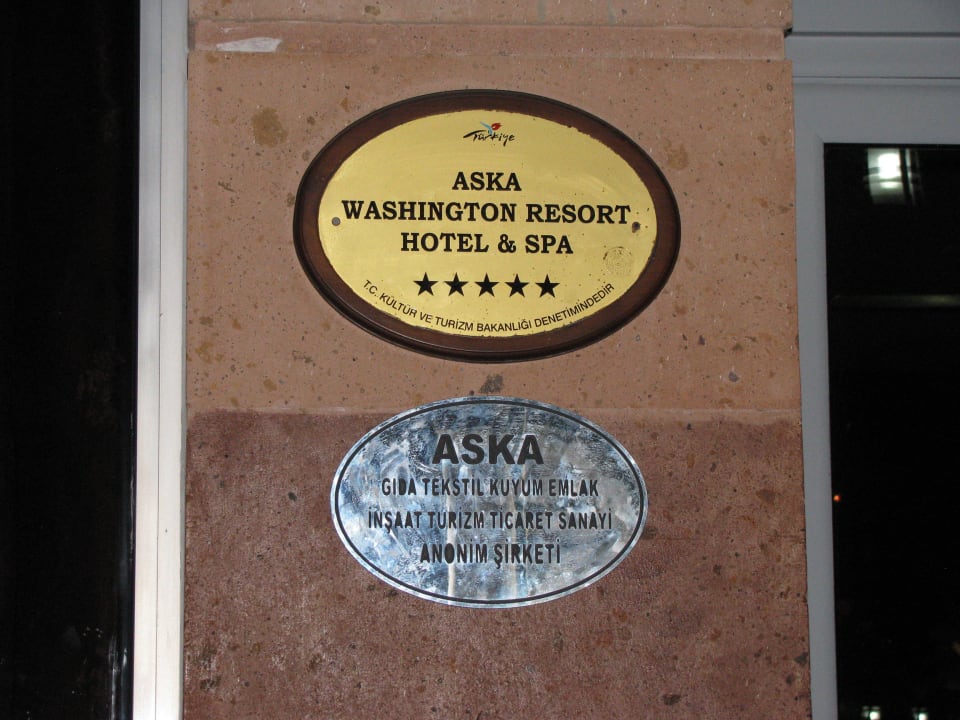 Türkiye
ASKA
WASHINGTON RESORT
HOTEL & SPA
T.C. KÜLTÜR VE TURİZM BAKANLIĞI DENETİMİNDEDİR
ASKA
GIDA TEKSTİL KUYUM EMLAK
İNŞAAT TURİZM TİCARET SANAYİ
ANONİM ŞİRKETİ